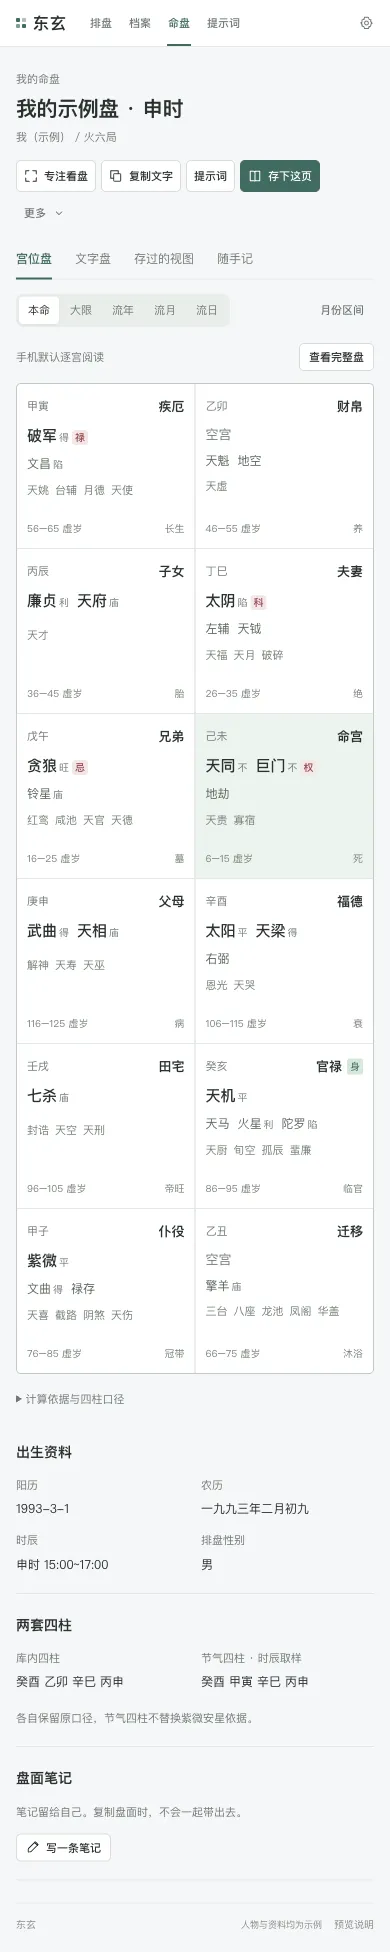 东玄 排盘 档案 命盘 提示词
我的命盘
我的示例盘 · 申时
我（示例） / 火六局
专注看盘 复制文字 提示词 存下这页
更多
宫位盘 文字盘 存过的视图 随手记
本命 大限 流年 流月 流日 月份区间
手机默认逐宫阅读 查看完整盘
甲寅 疾厄
破军 得 禄
文昌 陷
天姚 台辅 月德 天使
56—65 虚岁 长生
乙卯 财帛
空宫
天魁 地空
天虚
46—55 虚岁 养
丙辰 子女
廉贞 利 天府 庙
天才
36—45 虚岁 胎
丁巳 夫妻
太阴 陷 科
左辅 天钺
天福 天月 破碎
26—35 虚岁 绝
戊午 兄弟
贪狼 旺 忌
铃星 庙
红鸾 咸池 天官 天德
16—25 虚岁 墓
己未 命宫
天同 不 巨门 不 权
地劫
天贵 寡宿
6—15 虚岁 死
庚申 父母
武曲 得 天相 庙
解神 天寿 天巫
116—125 虚岁 病
辛酉 福德
太阳 平 天梁 得
右弼
恩光 天哭
106—115 虚岁 衰
壬戌 田宅
七杀 庙
封诰 天空 天刑
96—105 虚岁 帝旺
癸亥 官禄 身
天机 平
天马 火星 利 陀罗 陷
天厨 旬空 孤辰 蜚廉
86—95 虚岁 临官
甲子 仆役
紫微 平
文曲 得 禄存
天喜 截路 阴煞 天伤
76—85 虚岁 冠带
乙丑 迁移
空宫
擎羊 庙
三台 八座 龙池 凤阁 华盖
66—75 虚岁 沐浴
计算依据与四柱口径
出生资料
阳历 农历
1993-3-1 一九九三年二月初九
时辰 排盘性别
申时 15:00~17:00 男
两套四柱
库内四柱 节气四柱 · 时辰取样
癸酉 乙卯 辛巳 丙申 癸酉 甲寅 辛巳 丙申
各自保留原口径，节气四柱不替换紫微安星依据。
盘面笔记
笔记留给自己。复制盘面时，不会一起带出去。
写一条笔记
东玄 人物与资料均为示例 预览说明